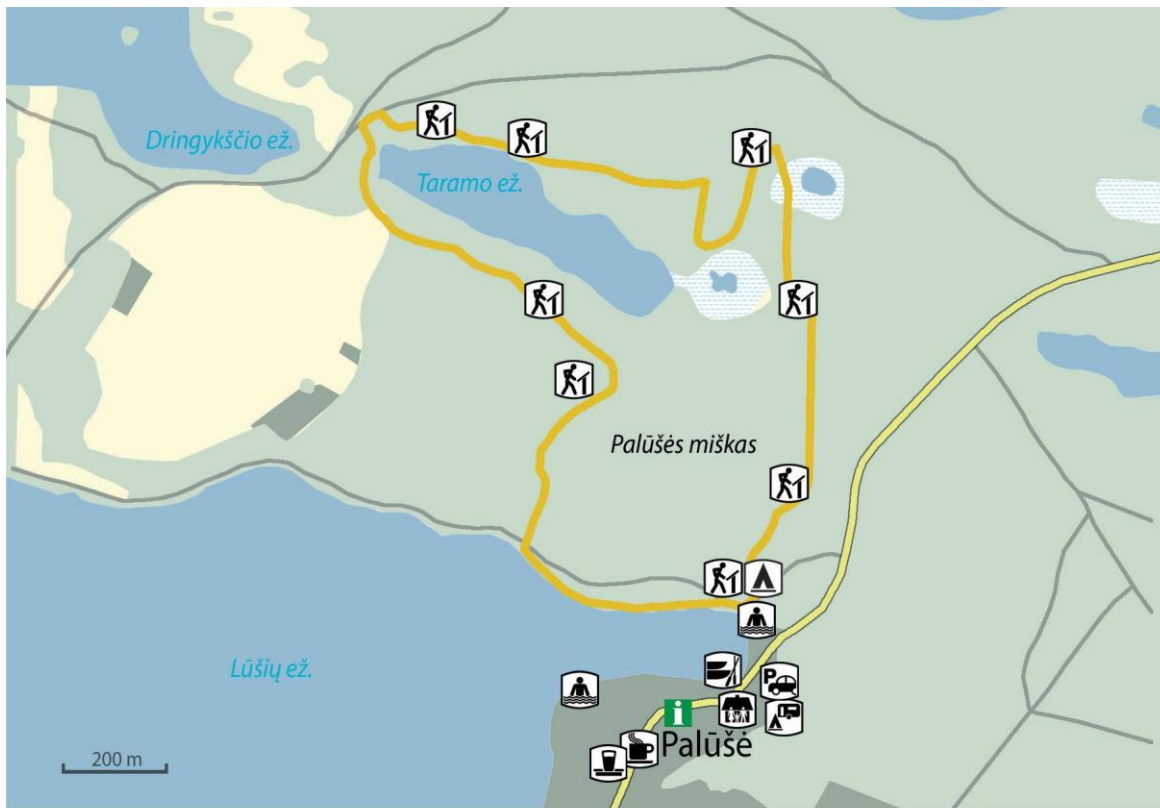 Dringykščio ež.
Taramo ež.
Palūšės miškas
Lūšių ež.
P
i
Palūšė
200 m